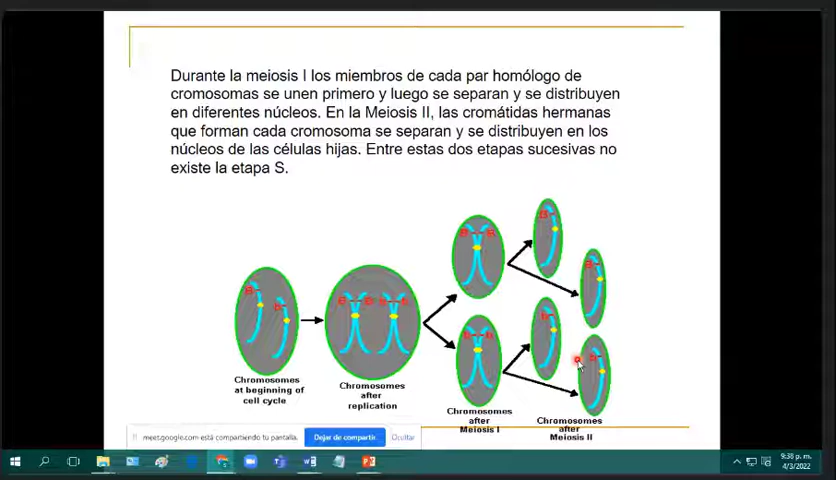 Durante la meiosis I los miembros de cada par homólogo de
cromosomas se unen primero y luego se separan y se distribuyen
en diferentes núcleos. En la Meiosis II, las cromátidas hermanas
que forman cada cromosoma se separan y se distribuyen en los
núcleos de las células hijas. Entre estas dos etapas sucesivas no
existe la etapa S.
Chromosomes
at beginning of
cell cycle
Chromosomes
after
replication
Chromosomes
after
Meiosis I
Chromosomes
after
Meiosis II
meet.google.com está compartiendo tu pantalla.
Dejar de compartir
Ocultar
9:38 p. m.
4/3/2022